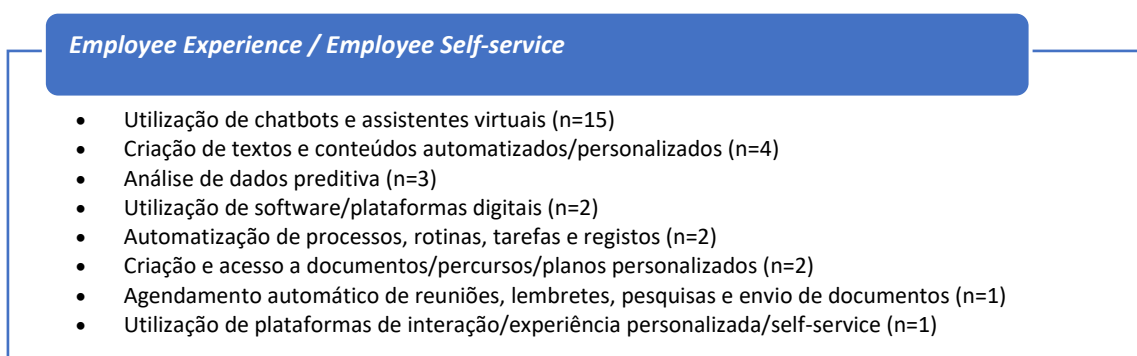 Employee Experience / Employee Self-service
• Utilização de chatbots e assistentes virtuais (n=15)
• Criação de textos e conteúdos automatizados/personalizados (n=4)
• Análise de dados preditiva (n=3)
• Utilização de software/plataformas digitais (n=2)
• Automatização de processos, rotinas, tarefas e registos (n=2)
• Criação e acesso a documentos/percursos/planos personalizados (n=2)
• Agendamento automático de reuniões, lembretes, pesquisas e envio de documentos (n=1)
• Utilização de plataformas de interação/experiência personalizada/self-service (n=1)